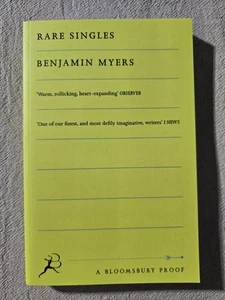 RARE SINGLES
BENJAMIN MYERS
‘Warm, rollicking, heart-expanding’ OBSERVER
‘One of our finest, and most deftly imaginative, writers’ I NEWS
A BLOOMSBURY PROOF